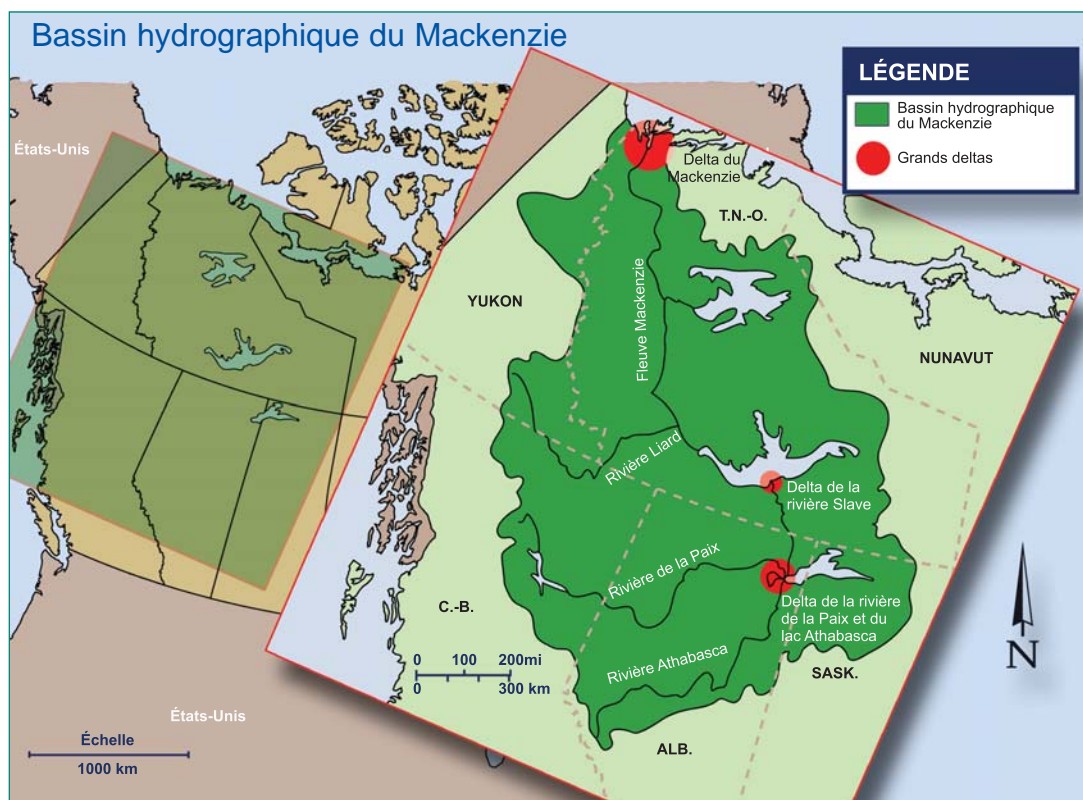 Bassin hydrographique du Mackenzie
LÉGENDE
Bassin hydrographique
du Mackenzie
Grands deltas
États-Unis
Delta du
Mackenzie
T.N.-O.
YUKON
Fleuve Mackenzie
NUNAVUT
Rivière Liard
Delta de la
rivière Slave
Rivière de la Paix
C.-B.
Delta de la rivière
de la Paix et du
lac Athabasca
Rivière Athabasca
0 100 200mi
0 300 km
SASK.
N
États-Unis
ALB.
Échelle
1000 km